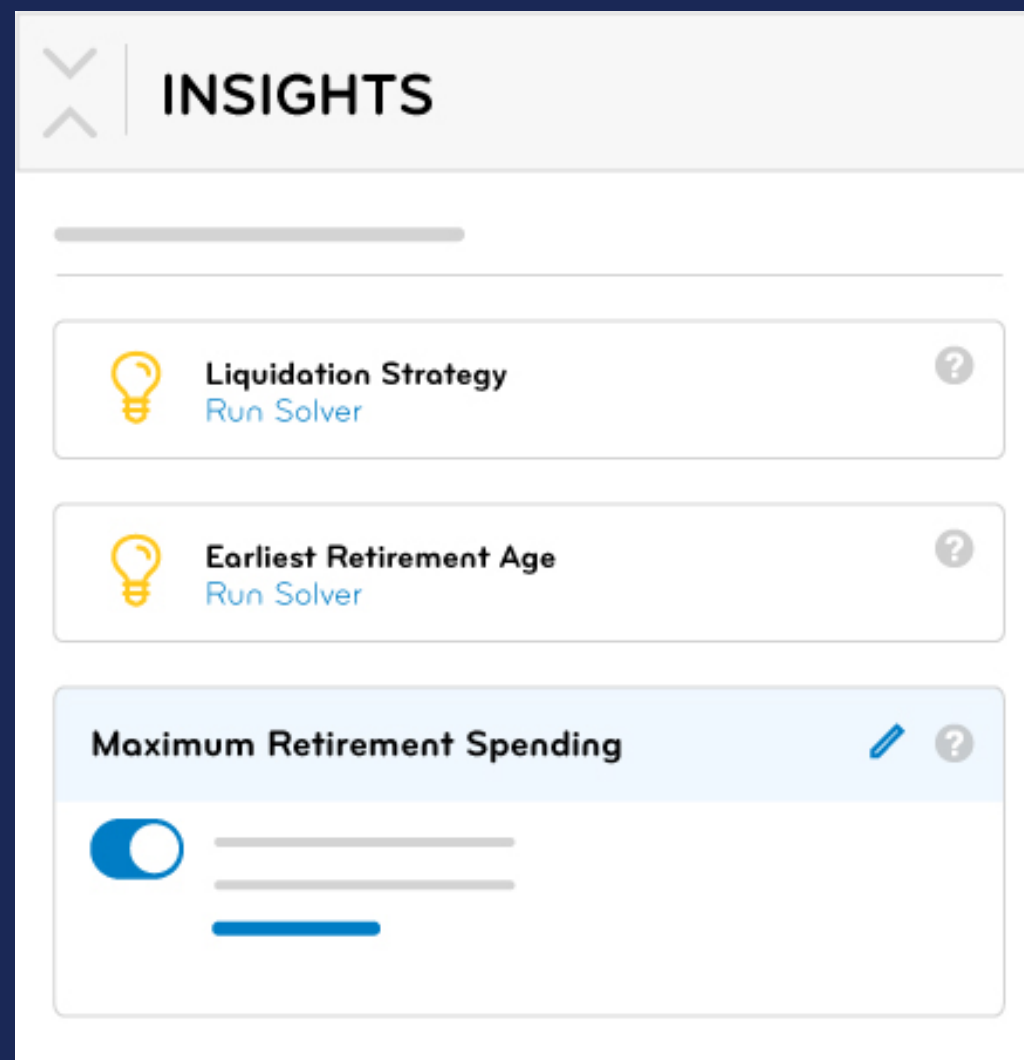 INSIGHTS
Liquidation Strategy
Run Solver
Earliest Retirement Age
Run Solver
Maximum Retirement Spending